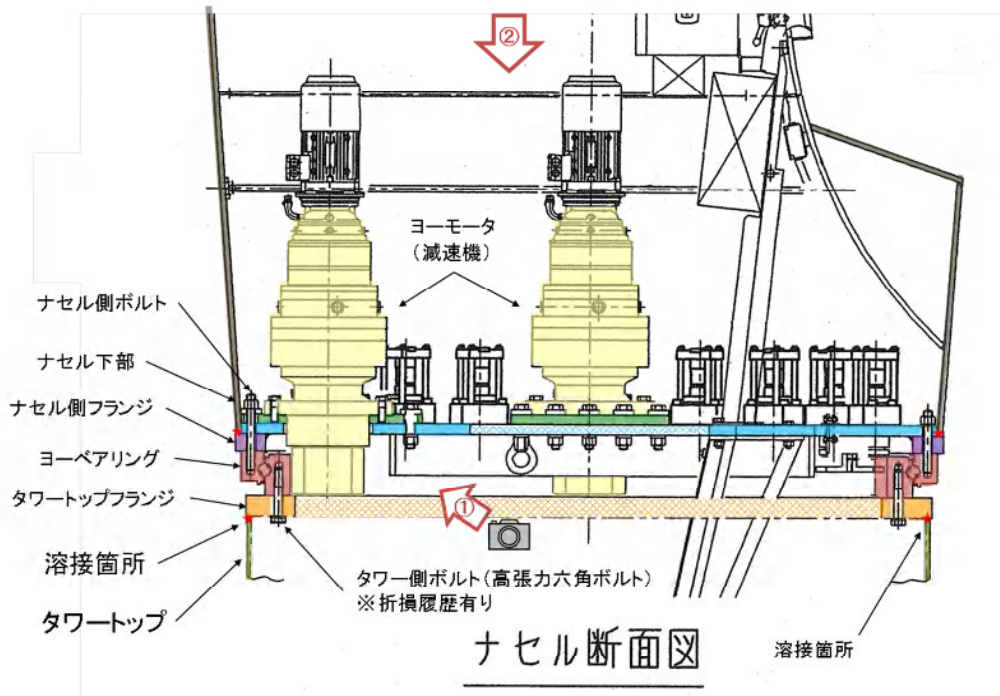 ②
ヨーモータ
(減速機)
ナセル側ボルト
ナセル下部
ナセル側フランジ
ヨーベアリング
タワートップフランジ
①
溶接箇所
タワー側ボルト(高張力六角ボルト)
※折損履歴有り
タワートップ
ナセル断面図
溶接箇所